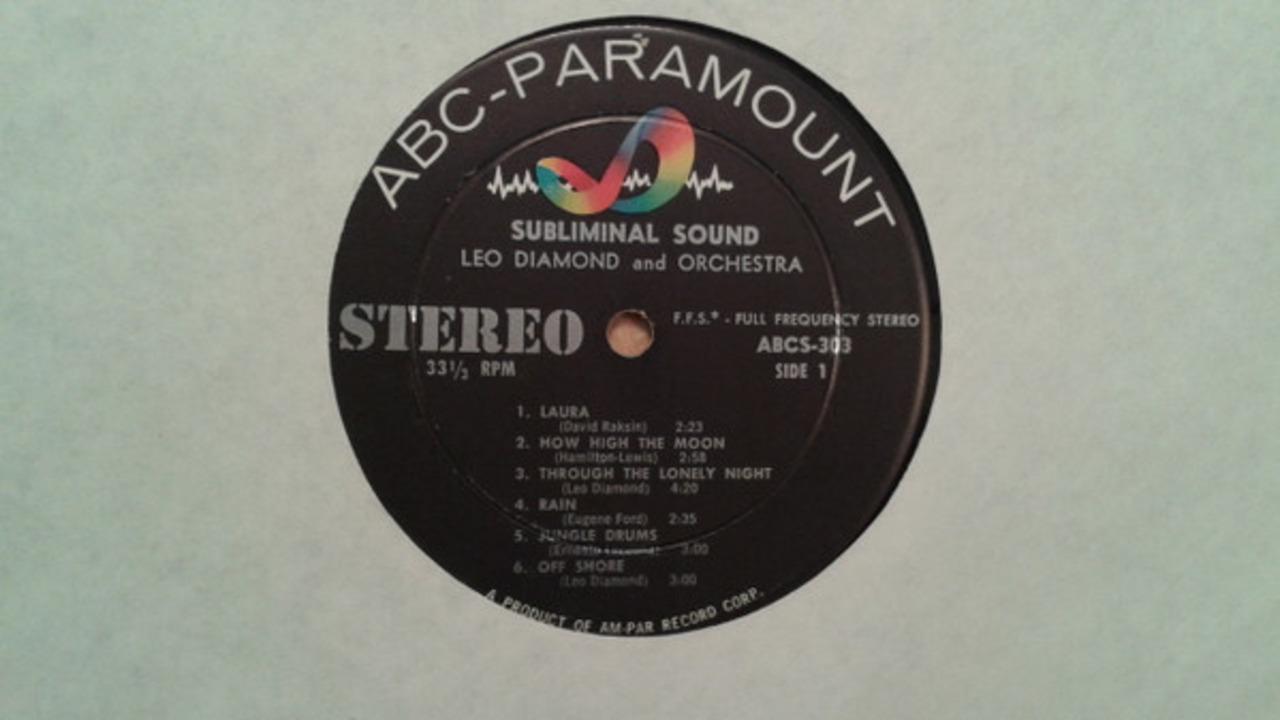 ABC-PARAMOUNT
SUBLIMINAL SOUND
LEO DIAMOND and ORCHESTRA
STEREO
33⅓ RPM
F.F.S.* - FULL FREQUENCY STEREO
ABCS-303
SIDE 1
1. LAURA
(David Raksin) 2:23
2. HOW HIGH THE MOON
(Hamilton-Lewis) 2:58
3. THROUGH THE LONELY NIGHT
(Leo Diamond) 4:20
4. RAIN
(Eugene Ford) 2:35
5. JUNGLE DRUMS
3:00
6. OFF SHORE
(Leo Diamond) 3:00
A PRODUCT OF AM-PAR RECORD CORP.